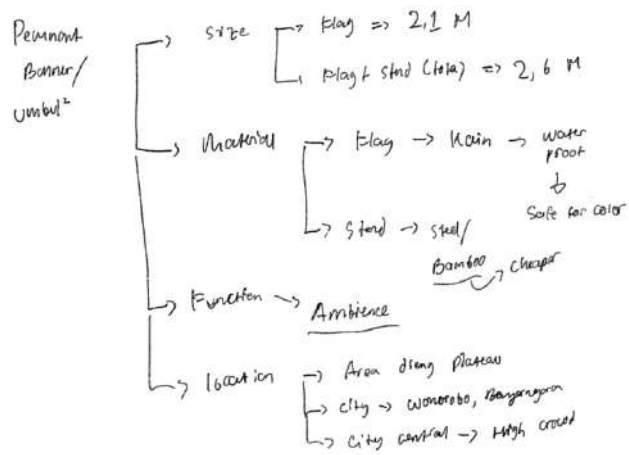 Pennant
Banner/
Umbul²
Size
Flag => 2,1 M
Flag + Stand (total) => 2,6 M
Material
Flag -> Kain -> Water
proof
Safe for color
Stand -> Steel/
Bamboo
Cheaper
Function -> Ambience
location
Area dieng plateau
City -> Wonosobo, Banjarnegara
City central -> High crowd